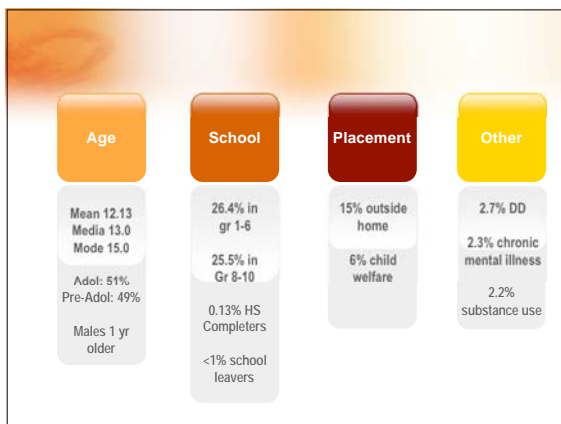 Age
Mean 12.13
Media 13.0
Mode 15.0
Adol: 51%
Pre-Adol: 49%
Males 1 yr
older
School
26.4% in
gr 1-6
25.5% in
Gr 8-10
0.13% HS
Completers
<1% school
leavers
Placement
15% outside
home
6% child
welfare
Other
2.7% DD
2.3% chronic
mental illness
2.2%
substance use